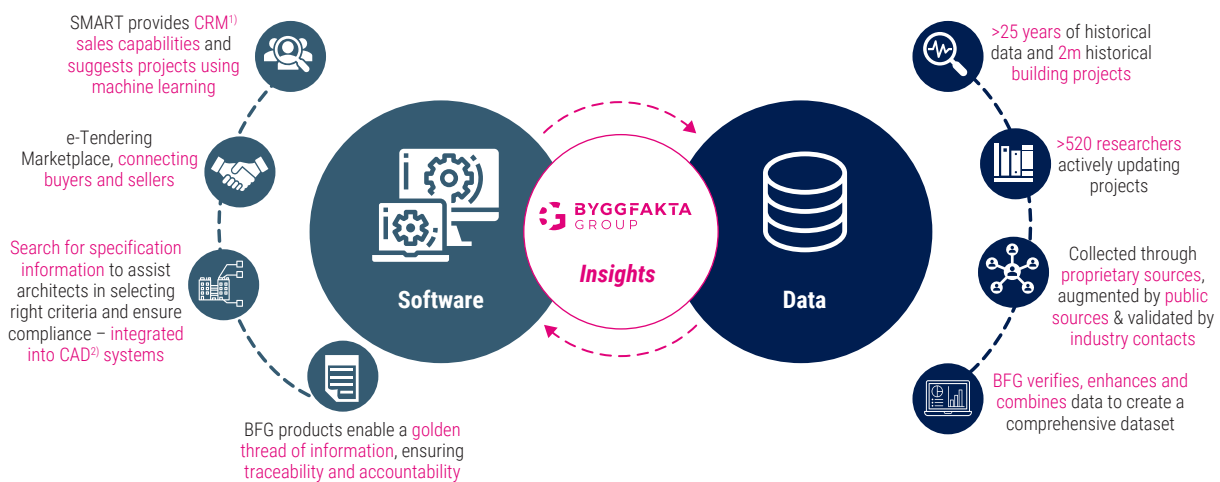 SMART provides CRM1)
sales capabilities and
suggests projects using
machine learning
e-Tendering
Marketplace, connecting
buyers and sellers
Search for specification
information to assist
architects in selecting
right criteria and ensure
compliance – integrated
into CAD2) systems
BFG products enable a golden
thread of information, ensuring
traceability and accountability
Software
BYGGFAKTA
GROUP
Insights
Data
>25 years of historical
data and 2m historical
building projects
>520 researchers
actively updating
projects
Collected through
proprietary sources,
augmented by public
sources & validated by
industry contacts
BFG verifies, enhances and
combines data to create a
comprehensive dataset